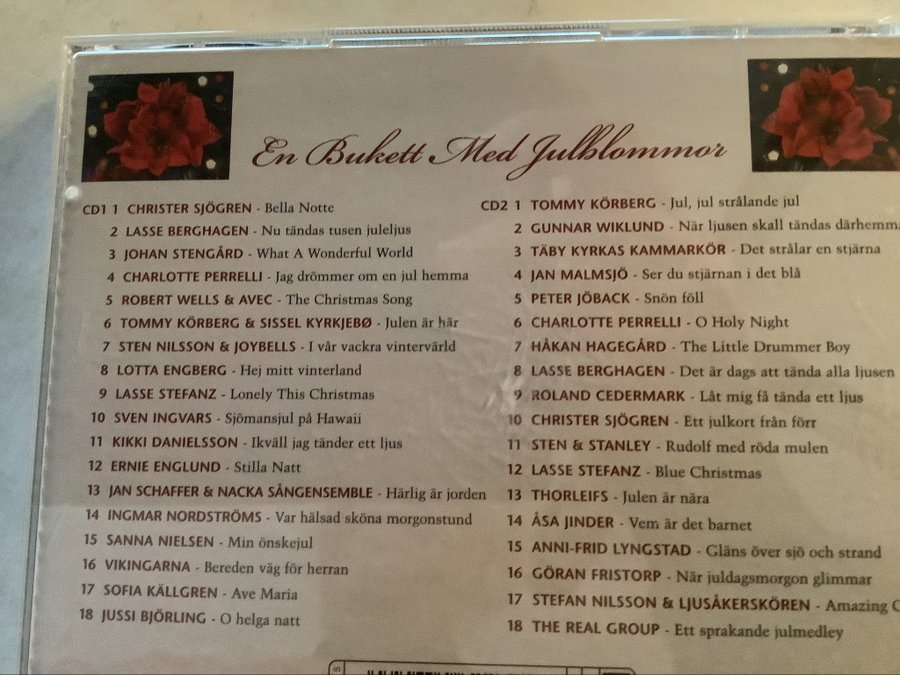 En Bukett Med Julblommor
CD1 1 CHRISTER SJÖGREN - Bella Notte
2 LASSE BERGHAGEN - Nu tändas tusen juleljus
3 JOHAN STENGÅRD - What A Wonderful World
4 CHARLOTTE PERRELLI - Jag drömmer om en jul hemma
5 ROBERT WELLS & AVEC - The Christmas Song
6 TOMMY KÖRBERG & SISSEL KYRKJEBØ - Julen är här
7 STEN NILSSON & JOYBELLS - I vår vackra vintervärld
8 LOTTA ENGBERG - Hej mitt vinterland
9 LASSE STEFANZ - Lonely This Christmas
10 SVEN INGVARS - Sjömansjul på Hawaii
11 KIKKI DANIELSSON - Ikväll jag tänder ett ljus
12 ERNIE ENGLUND - Stilla Natt
13 JAN SCHAFFER & NACKA SÅNGENSEMBLE - Härlig är jorden
14 INGMAR NORDSTRÖMS - Var hälsad sköna morgonstund
15 SANNA NIELSEN - Min önskejul
16 VIKINGARNA - Bereden väg för herran
17 SOFIA KÄLLGREN - Ave Maria
18 JUSSI BJÖRLING - O helga natt
CD2 1 TOMMY KÖRBERG - Jul, jul strålande jul
2 GUNNAR WIKLUND - När ljusen skall tändas därhemma
3 TÄBY KYRKAS KAMMARKÖR - Det strålar en stjärna
4 JAN MALMSJÖ - Ser du stjärnan i det blå
5 PETER JÖBACK - Snön föll
6 CHARLOTTE PERRELLI - O Holy Night
7 HÅKAN HAGEGÅRD - The Little Drummer Boy
8 LASSE BERGHAGEN - Det är dags att tända alla ljusen
9 ROLAND CEDERMARK - Låt mig få tända ett ljus
10 CHRISTER SJÖGREN - Ett julkort från förr
11 STEN & STANLEY - Rudolf med röda mulen
12 LASSE STEFANZ - Blue Christmas
13 THORLEIFS - Julen är nära
14 ÅSA JINDER - Vem är det barnet
15 ANNI-FRID LYNGSTAD - Gläns över sjö och strand
16 GÖRAN FRISTORP - När juldagsmorgon glimmar
17 STEFAN NILSSON & LJUSÅKERSKÖREN - Amazing
18 THE REAL GROUP - Ett sprakande julmedley